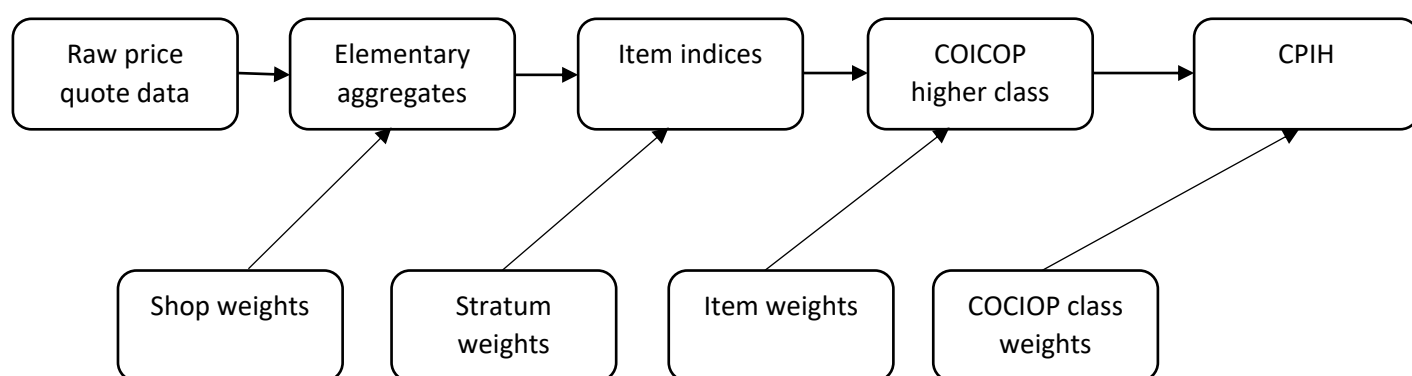 Raw price
quote data
Elementary
aggregates
Item indices
COICOP
higher class
CPIH
Shop weights
Stratum
weights
Item weights
COCIOP class
weights